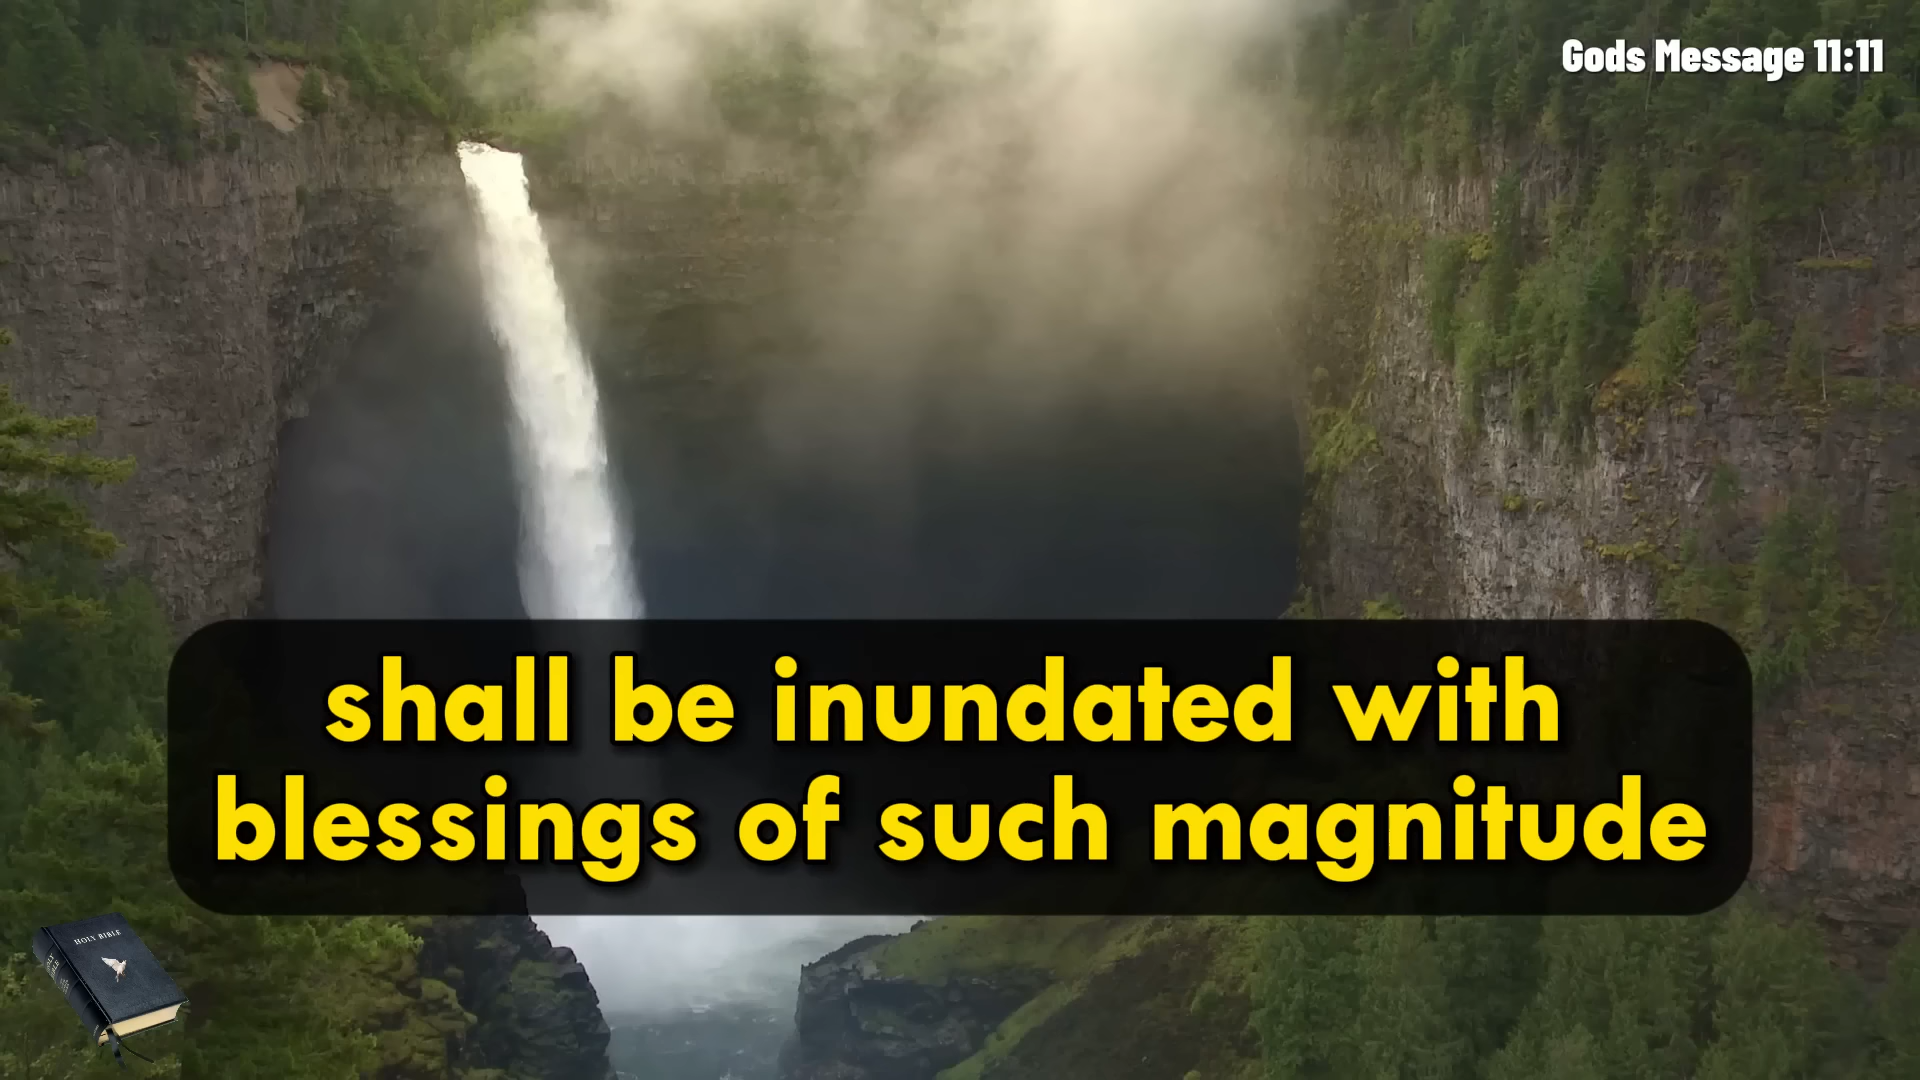 Gods Message 11:11
shall be inundated with
blessings of such magnitude
HOLY BIBLE